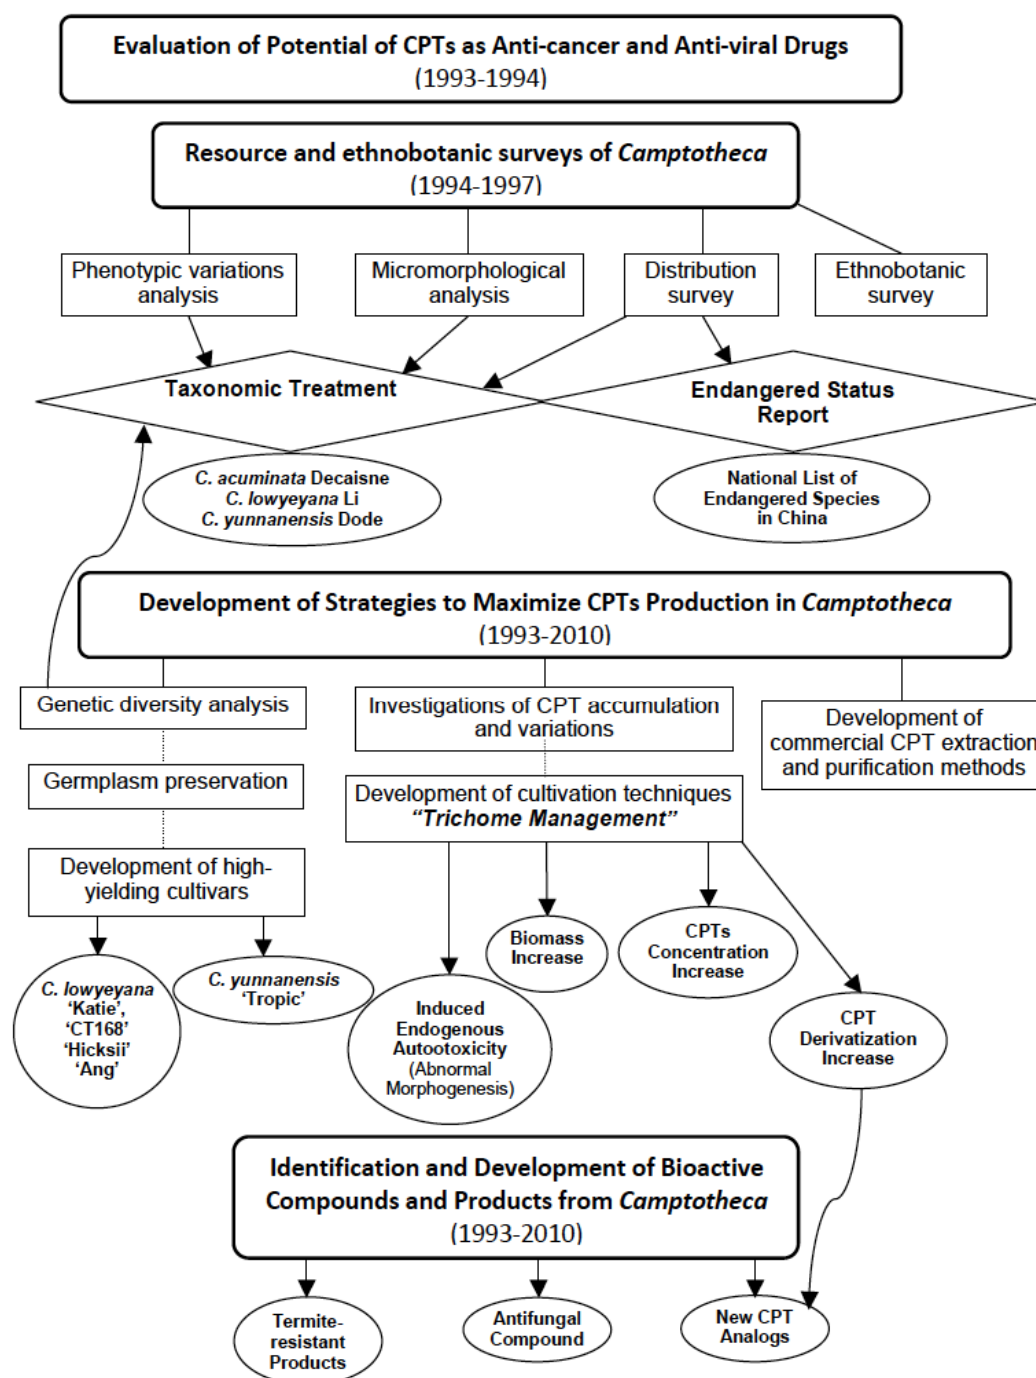 Evaluation of Potential of CPTs as Anti-cancer and Anti-viral Drugs
(1993-1994)
Resource and ethnobotanic surveys of Camptotheca
(1994-1997)
Phenotypic variations
analysis
Micromorphological
analysis
Distribution
survey
Ethnobotanic
survey
Taxonomic Treatment
Endangered Status
Report
C. acuminata Decaisne
C. lowyeyana Li
C. yunnanensis Dode
National List of
Endangered Species
in China
Development of Strategies to Maximize CPTs Production in Camptotheca
(1993-2010)
Genetic diversity analysis
Investigations of CPT accumulation
and variations
Development of
commercial CPT extraction
and purification methods
Germplasm preservation
Development of cultivation techniques
“Trichome Management”
Development of high-
yielding cultivars
C. lowyeyana
‘Katie’,
‘CT168’
‘Hicksii’
‘Ang’
C. yunnanensis
‘Tropic’
Induced
Endogenous
Autootoxicity
(Abnormal
Morphogenesis)
Biomass
Increase
CPTs
Concentration
Increase
CPT
Derivatization
Increase
Identification and Development of Bioactive
Compounds and Products from Camptotheca
(1993-2010)
Termite-
resistant
Products
Antifungal
Compound
New CPT
Analogs